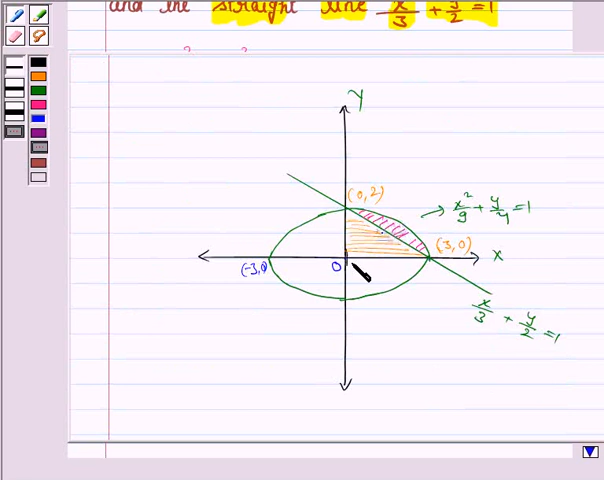 and the straight line x/3 + y/2 = 1
y
(0, 2)
x²/9 + y/4 = 1
(3, 0)
x
(-3, 0)
0
x/3 + y/2 = 1